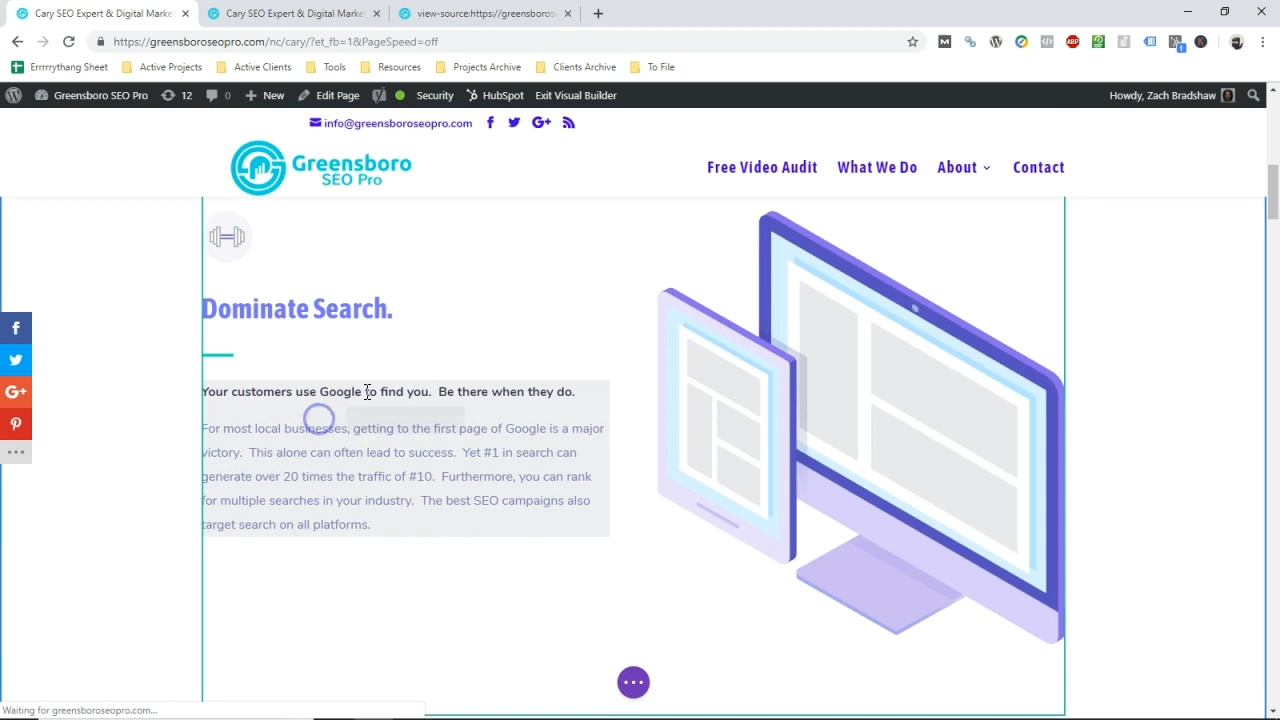 Cary SEO Expert & Digital Marke
Cary SEO Expert & Digital Marke
view-source:https://greensboros
https://greensboroseopro.com/nc/cary/?et_fb=1&PageSpeed=off
Errrrrythang Sheet
Active Projects
Active Clients
Tools
Resources
Projects Archive
Clients Archive
To File
Greensboro SEO Pro
12
0
New
Edit Page
Security
HubSpot
Exit Visual Builder
Howdy, Zach Bradshaw
info@greensboroseopro.com
Greensboro
SEO Pro
Free Video Audit
What We Do
About
Contact
Dominate Search.
Your customers use Google to find you. Be there when they do.
For most local businesses, getting to the first page of Google is a major
victory. This alone can often lead to success. Yet #1 in search can
generate over 20 times the traffic of #10. Furthermore, you can rank
for multiple searches in your industry. The best SEO campaigns also
target search on all platforms.
Waiting for greensboroseopro.com...